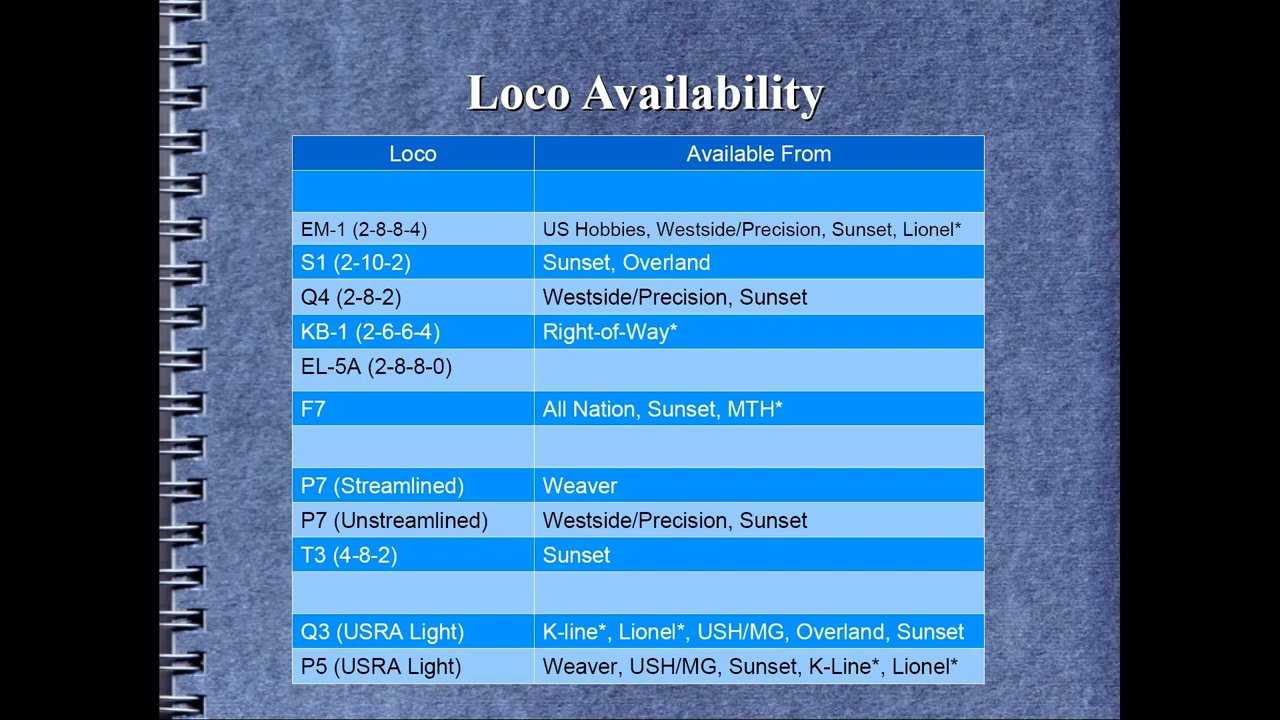 Loco Availability
Loco Available From
EM-1 (2-8-8-4) US Hobbies, Westside/Precision, Sunset, Lionel*
S1 (2-10-2) Sunset, Overland
Q4 (2-8-2) Westside/Precision, Sunset
KB-1 (2-6-6-4) Right-of-Way*
EL-5A (2-8-8-0)
F7 All Nation, Sunset, MTH*
P7 (Streamlined) Weaver
P7 (Unstreamlined) Westside/Precision, Sunset
T3 (4-8-2) Sunset
Q3 (USRA Light) K-line*, Lionel*, USH/MG, Overland, Sunset
P5 (USRA Light) Weaver, USH/MG, Sunset, K-Line*, Lionel*